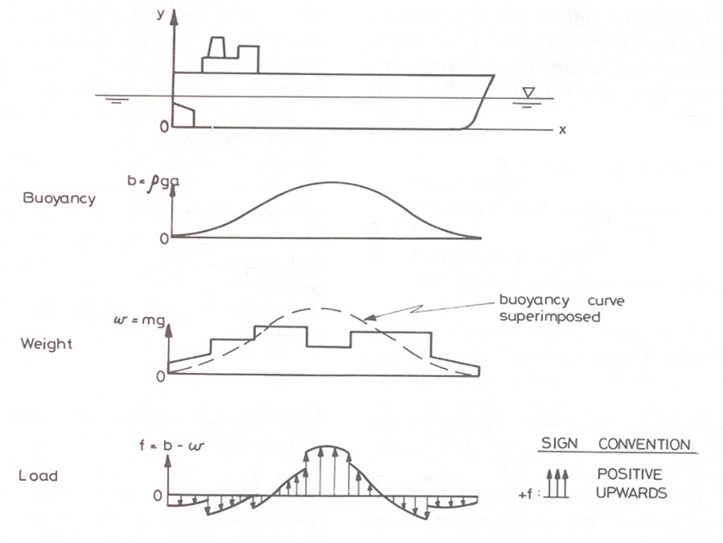 y
0
x
b = ρga
Buoyancy
0
buoyancy curve
superimposed
w = mg
Weight
0
f = b - w
SIGN CONVENTION
Load
0
+f :
POSITIVE
UPWARDS